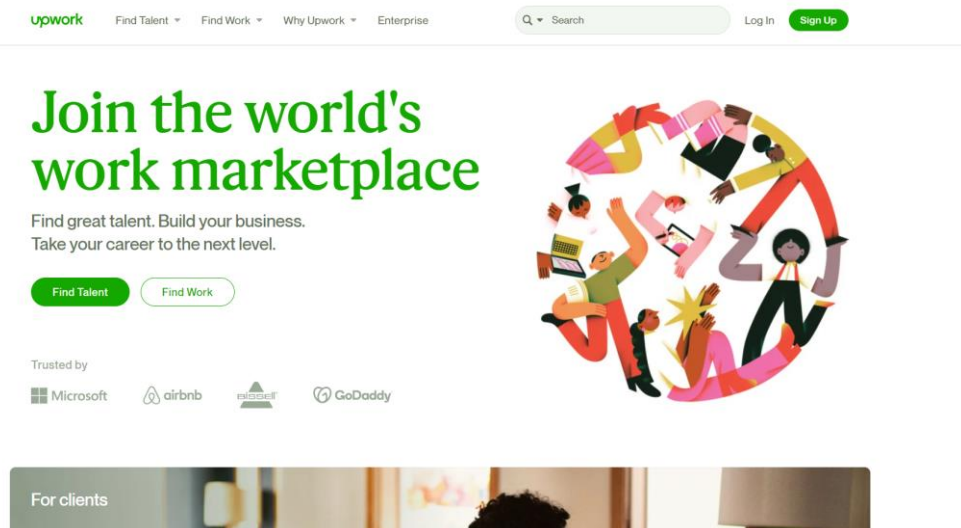 upwork
Find Talent
Find Work
Why Upwork
Enterprise
Search
Log In
Sign Up
Join the world's
work marketplace
Find great talent. Build your business.
Take your career to the next level.
Find Talent
Find Work
Trusted by
Microsoft
airbnb
BISSELL
GoDaddy
For clients